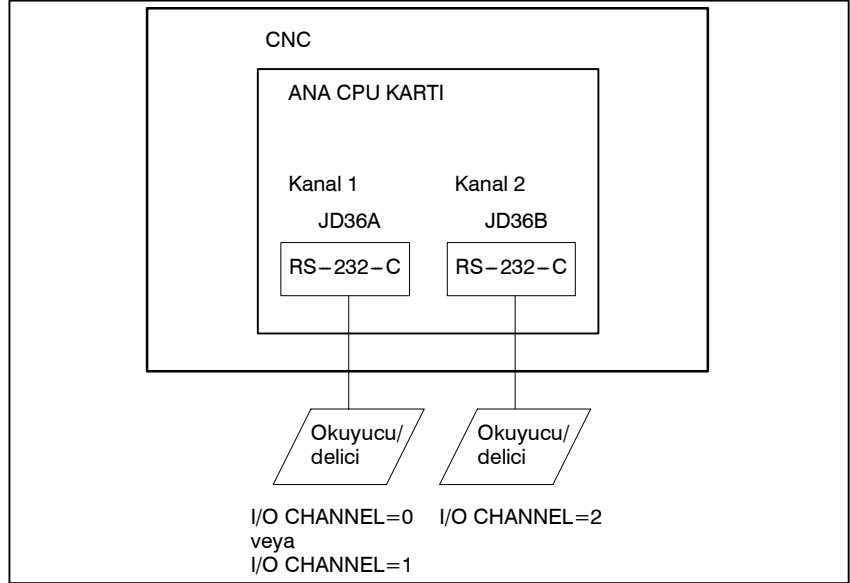 CNC
ANA CPU KARTI
Kanal 1 Kanal 2
JD36A JD36B
RS-232-C RS-232-C
Okuyucu/ Okuyucu/
delici delici
I/O CHANNEL=0 I/O CHANNEL=2
veya
I/O CHANNEL=1